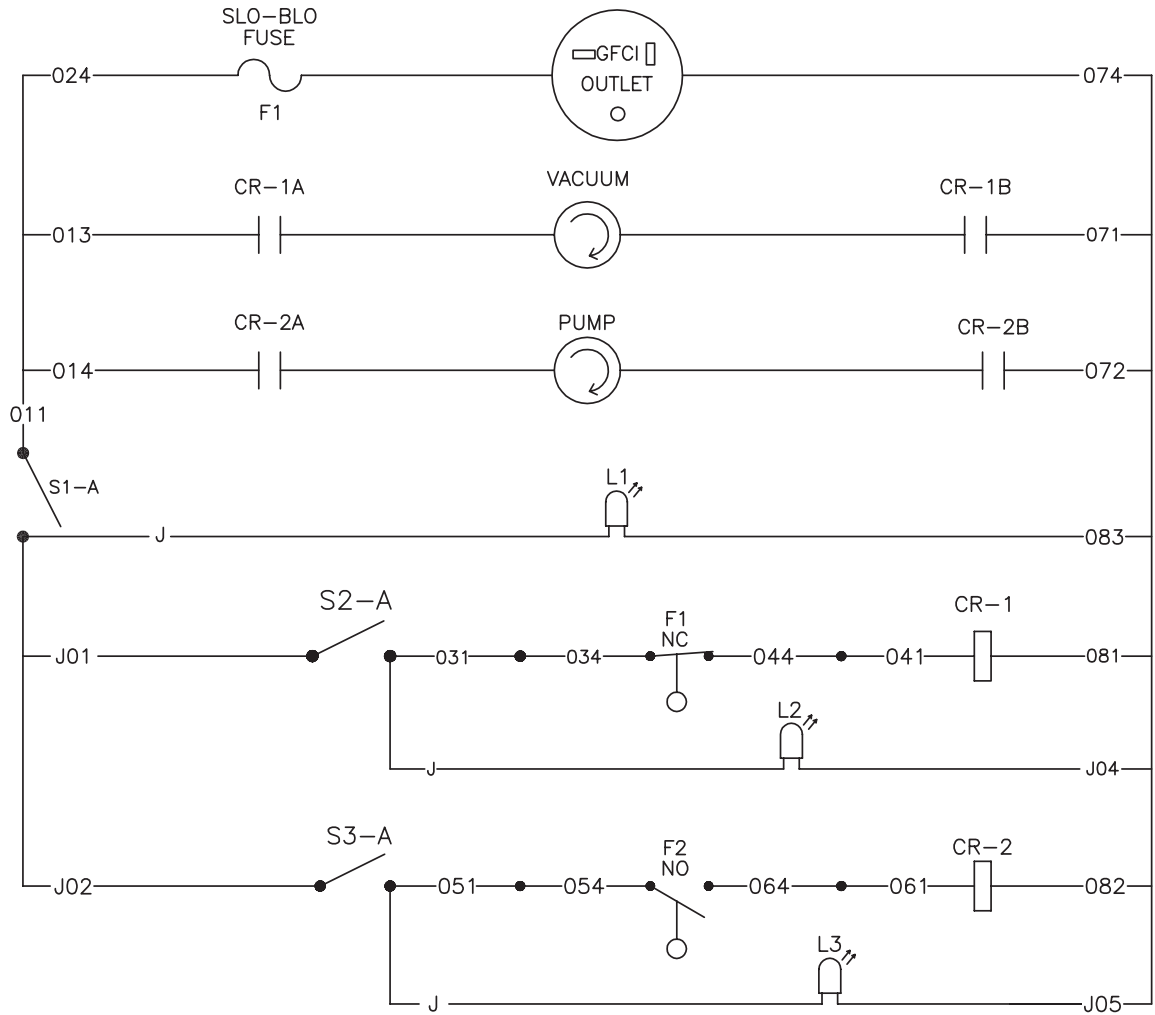 SLO-BLO
FUSE
024
F1
GFCI
OUTLET
074
CR-1A
VACUUM
CR-1B
013
071
CR-2A
PUMP
CR-2B
014
072
011
S1-A
L1
J
083
S2-A
F1
NC
CR-1
J01
031
034
044
041
081
L2
J
J04
S3-A
F2
NO
CR-2
J02
051
054
064
061
082
L3
J
J05